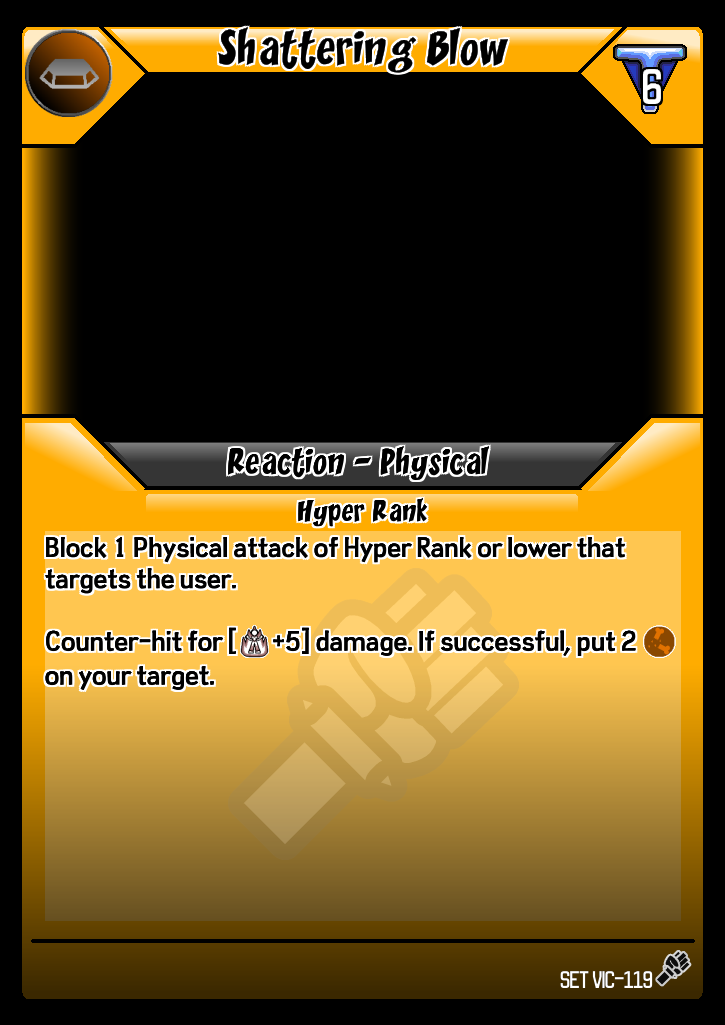 Shattering Blow
6
Reaction - Physical
Hyper Rank
Block 1 Physical attack of Hyper Rank or lower that
targets the user.
Counter-hit for [ +5] damage. If successful, put 2
on your target.
SET VIC-119